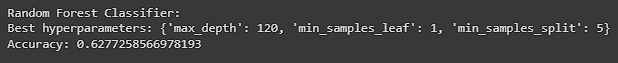 Random Forest Classifier:
Best hyperparameters: {'max_depth': 120, 'min_samples_leaf': 1, 'min_samples_split': 5}
Accuracy: 0.6277258566978193